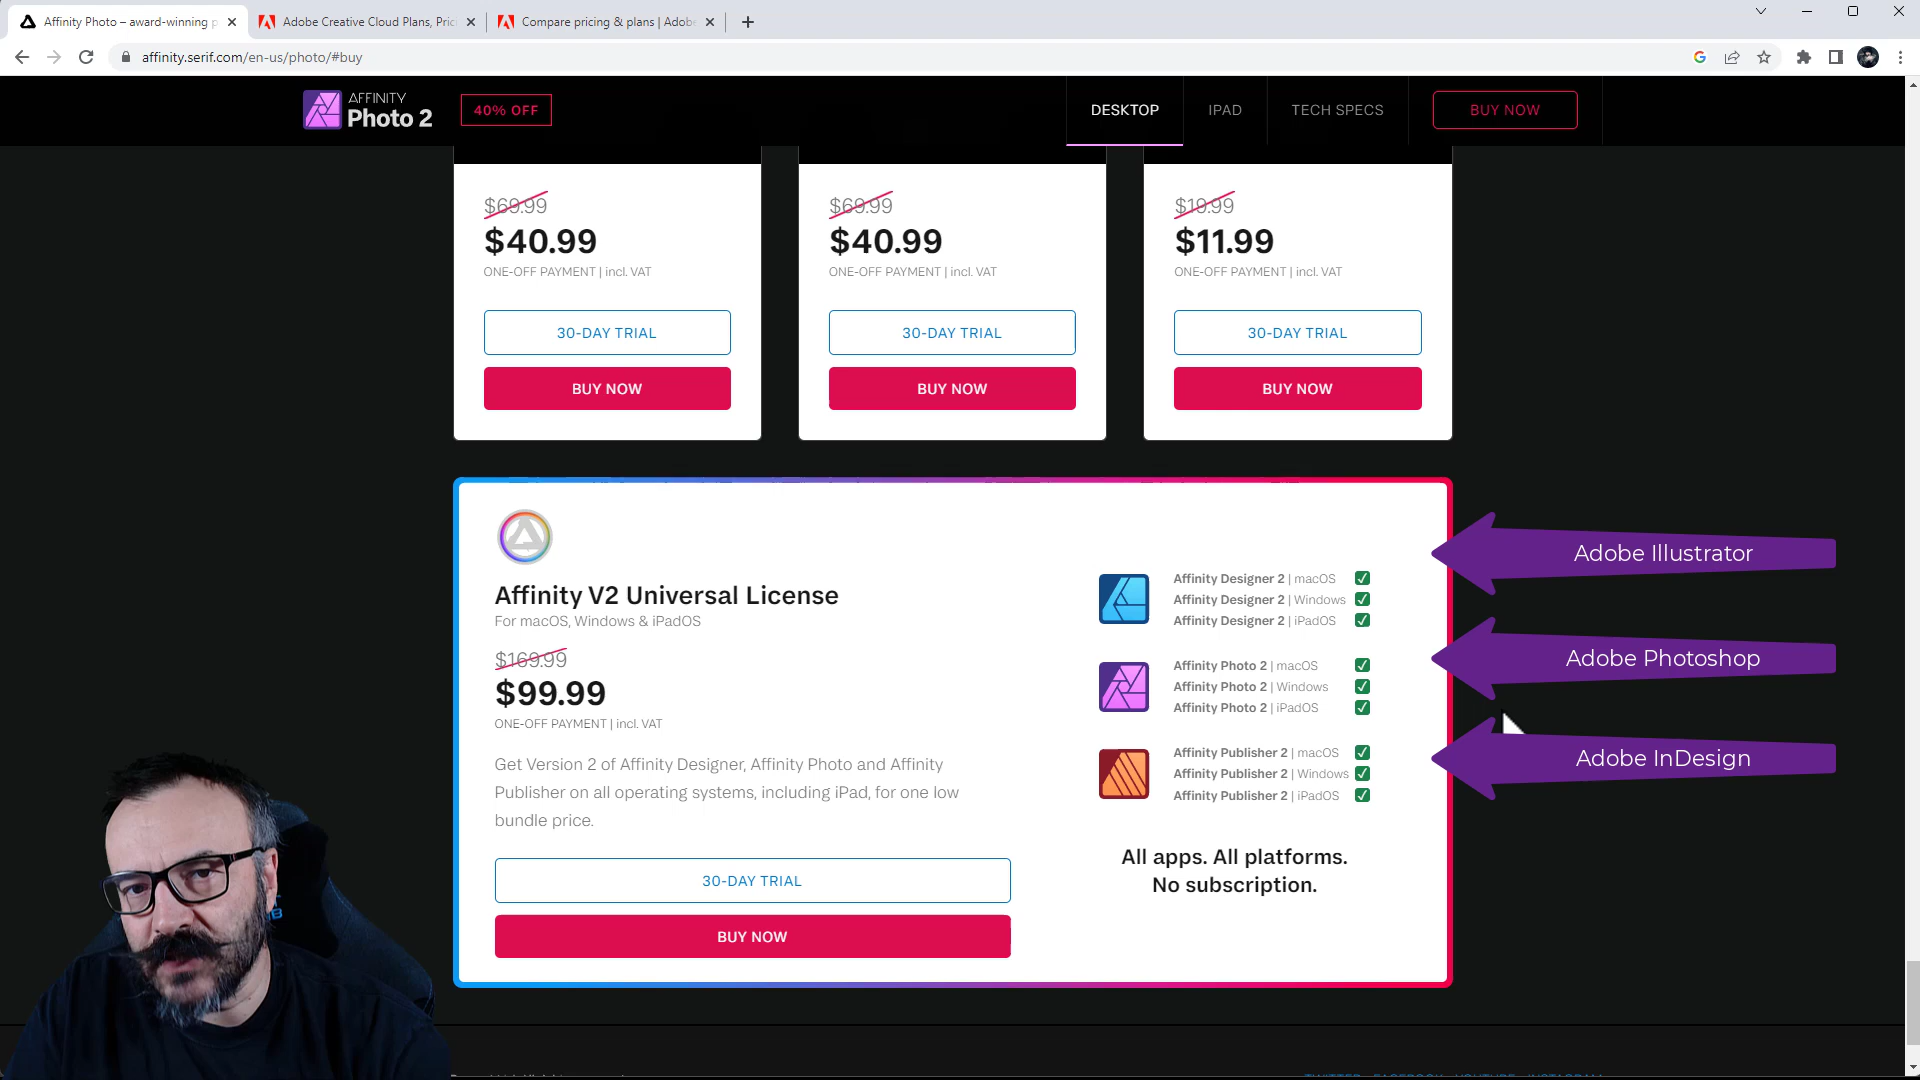 Affinity Photo – award-winning p
Adobe Creative Cloud Plans, Pric
Compare pricing & plans | Adob
affinity.serif.com/en-us/photo/#buy
AFFINITY
Photo 2
40% OFF
DESKTOP
IPAD
TECH SPECS
BUY NOW
$69.99
$40.99
ONE-OFF PAYMENT | incl. VAT
30-DAY TRIAL
BUY NOW
$69.99
$40.99
ONE-OFF PAYMENT | incl. VAT
30-DAY TRIAL
BUY NOW
$19.99
$11.99
ONE-OFF PAYMENT | incl. VAT
30-DAY TRIAL
BUY NOW
Affinity V2 Universal License
For macOS, Windows & iPadOS
$169.99
$99.99
ONE-OFF PAYMENT | incl. VAT
Get Version 2 of Affinity Designer, Affinity Photo and Affinity
Publisher on all operating systems, including iPad, for one low
bundle price.
30-DAY TRIAL
BUY NOW
Affinity Designer 2 | macOS
Affinity Designer 2 | Windows
Affinity Designer 2 | iPadOS
Affinity Photo 2 | macOS
Affinity Photo 2 | Windows
Affinity Photo 2 | iPadOS
Affinity Publisher 2 | macOS
Affinity Publisher 2 | Windows
Affinity Publisher 2 | iPadOS
All apps. All platforms.
No subscription.
Adobe Illustrator
Adobe Photoshop
Adobe InDesign
TWITTER FACEBOOK YOUTUBE INSTAGRAM